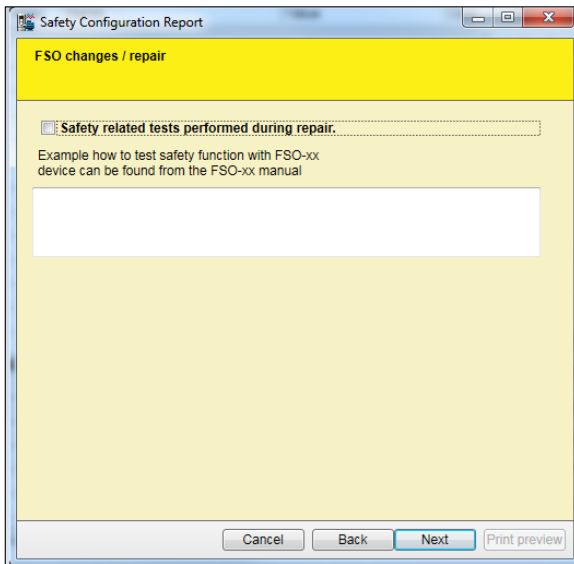 Safety Configuration Report
FSO changes / repair
Safety related tests performed during repair.
Example how to test safety function with FSO-xx
device can be found from the FSO-xx manual
Cancel Back Next Print preview